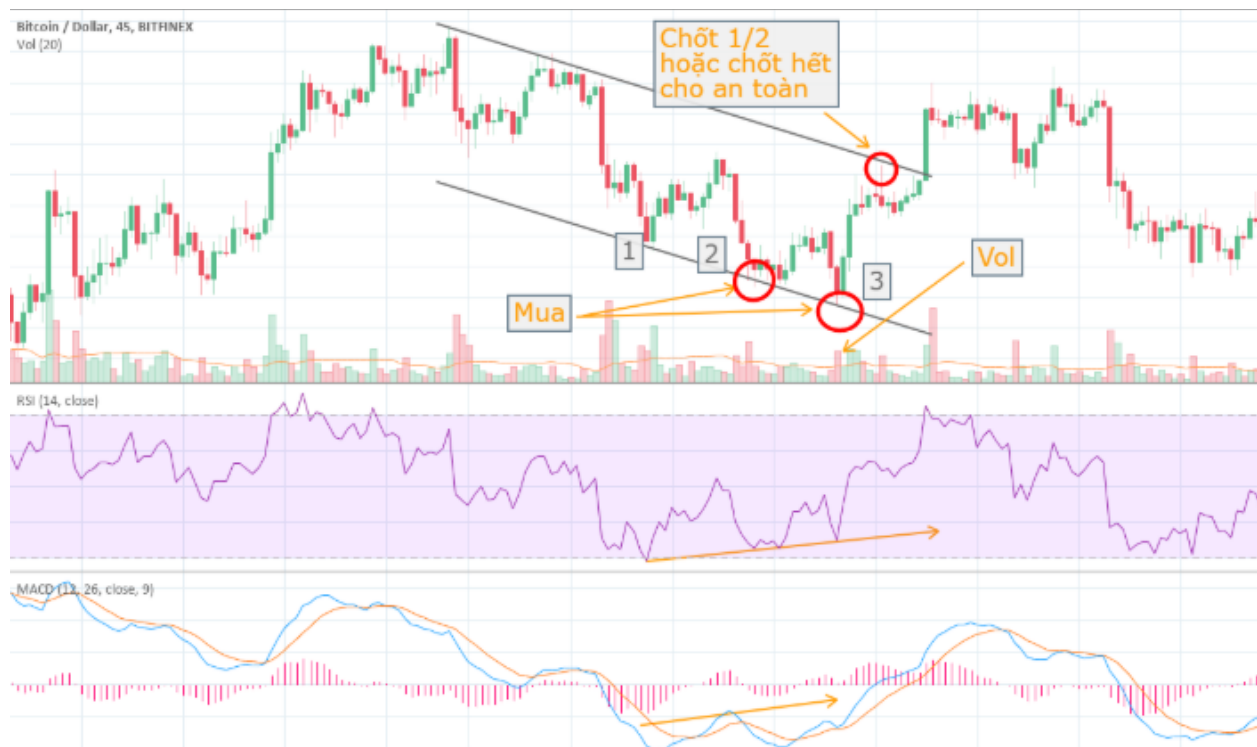 Bitcoin / Dollar, 45, BITFINEX
Vol (20)
Chốt 1/2
hoặc chốt hết
cho an toàn
1
2
3
Vol
Mua
RSI (14, close)
MACD (12, 26, close, 9)